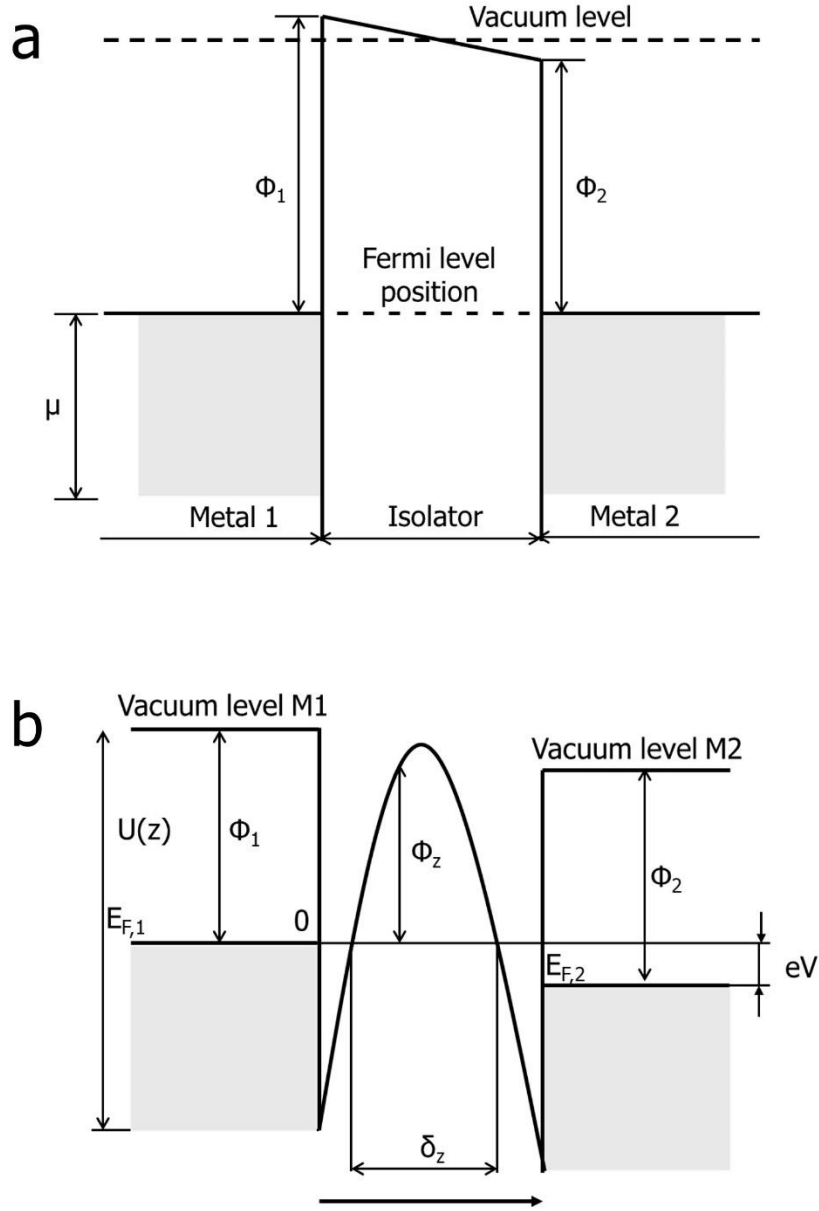 a
Vacuum level
Φ1
Φ2
Fermi level
position
μ
Metal 1
Isolator
Metal 2
b
Vacuum level M1
Vacuum level M2
U(z)
Φ1
Φz
Φ2
EF,1
0
EF,2
eV
δz